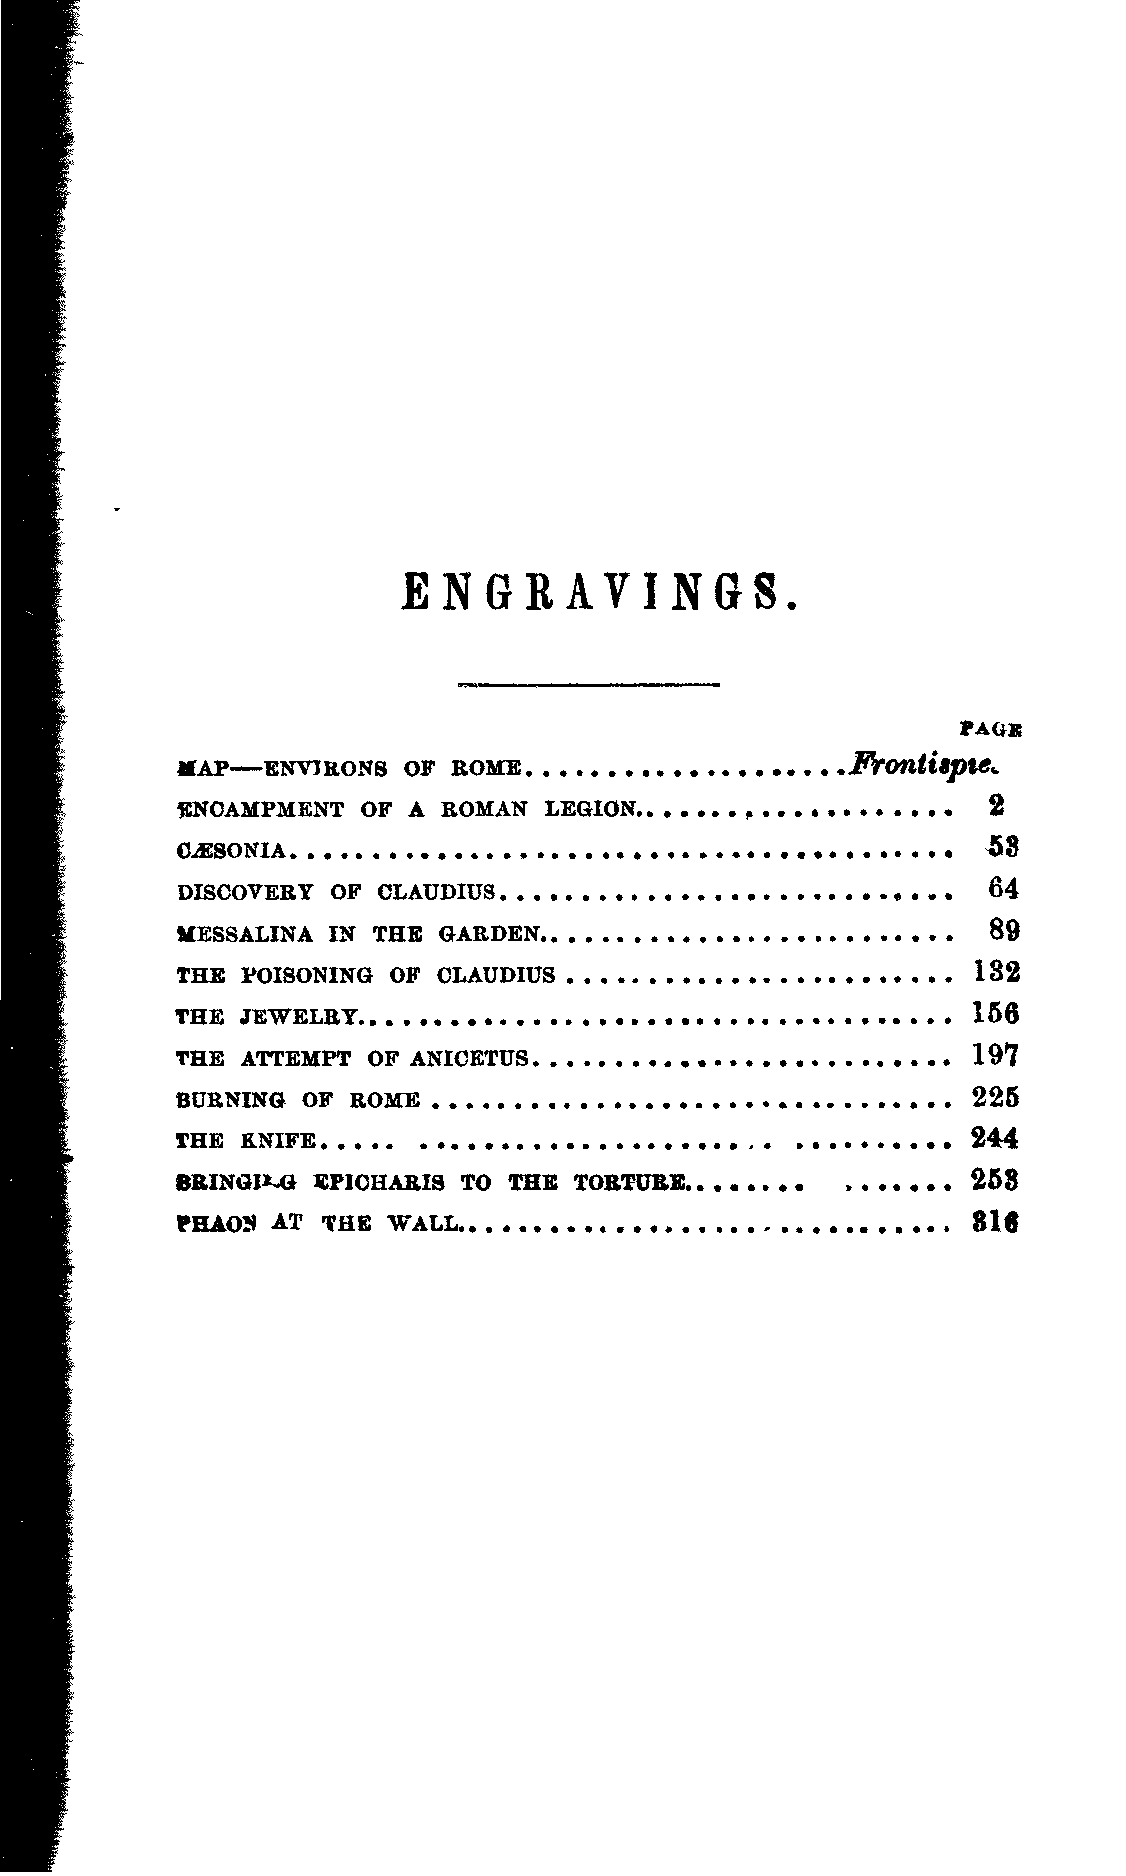 ENGRAVINGS.
PAGE
MAP—ENVIRONS OF ROME....................Frontispie.
ENCAMPMENT OF A ROMAN LEGION.................... 2
CÆSONIA......................................... 53
DISCOVERY OF CLAUDIUS............................ 64
MESSALINA IN THE GARDEN.......................... 89
THE POISONING OF CLAUDIUS ........................ 132
THE JEWELRY..................................... 156
THE ATTEMPT OF ANICETUS.......................... 197
BURNING OF ROME ................................ 225
THE KNIFE..... ...................... .......... 244
BRINGING EPICHARIS TO THE TORTURE........ ....... 253
PHAON AT THE WALL.............................. 316